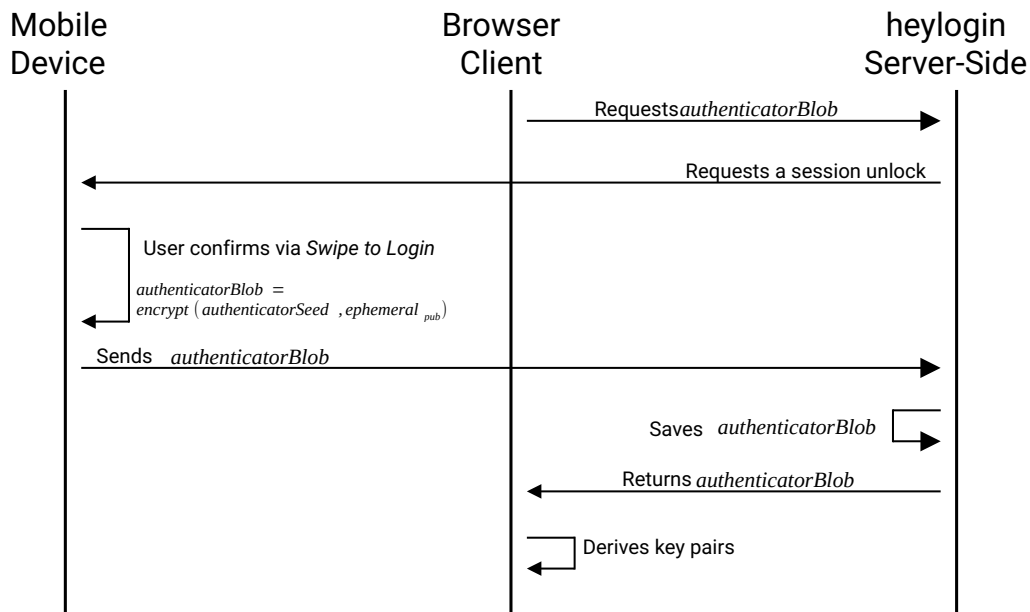 Mobile Device
Browser Client
heylogin Server-Side
Requests authenticatorBlob
Requests a session unlock
User confirms via Swipe to Login
authenticatorBlob =
encrypt (authenticatorSeed , ephemeral pub)
Sends authenticatorBlob
Saves authenticatorBlob
Returns authenticatorBlob
Derives key pairs